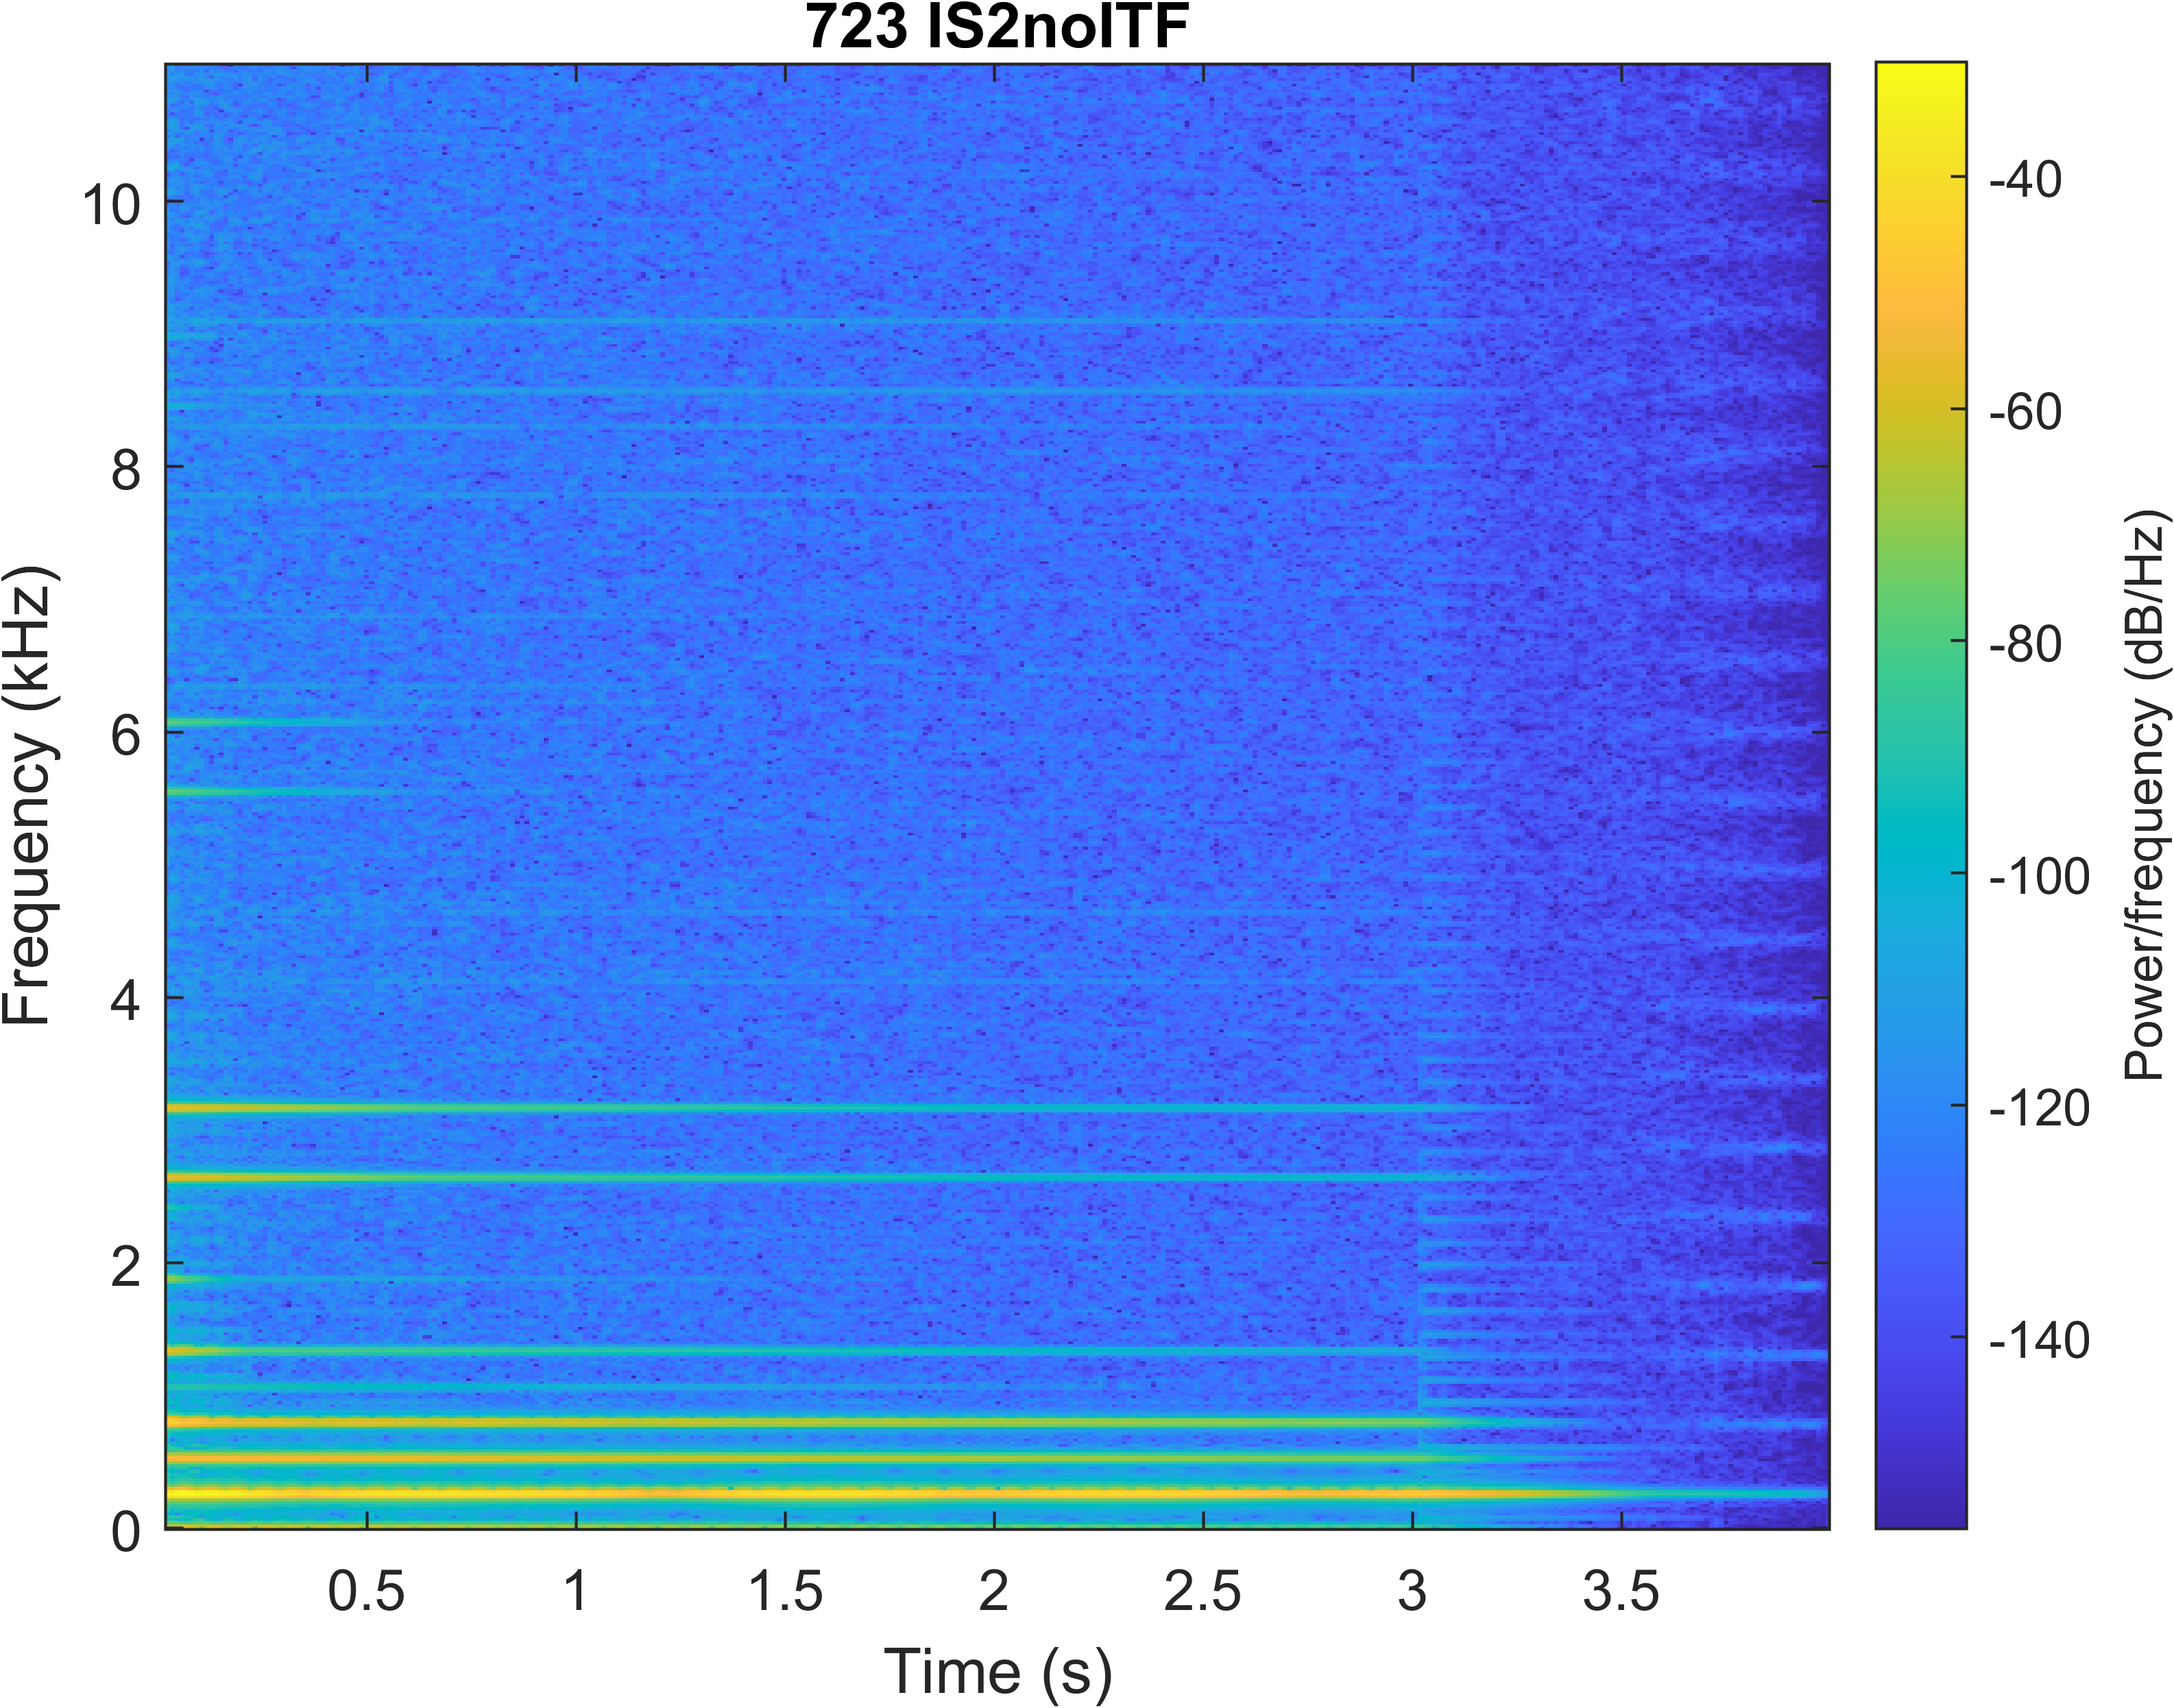 723 IS2noITF
10
8
6
4
2
0
Frequency (kHz)
0.5 1 1.5 2 2.5 3 3.5
Time (s)
-40
-60
-80
-100
-120
-140
Power/frequency (dB/Hz)